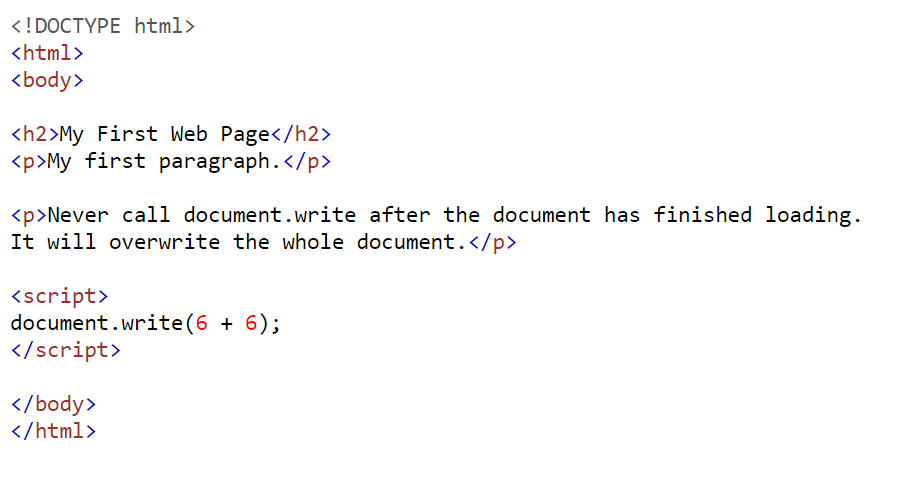 <!DOCTYPE html>
<html>
<body>
<h2>My First Web Page</h2>
<p>My first paragraph.</p>
<p>Never call document.write after the document has finished loading.
It will overwrite the whole document.</p>
<script>
document.write(6 + 6);
</script>
</body>
</html>